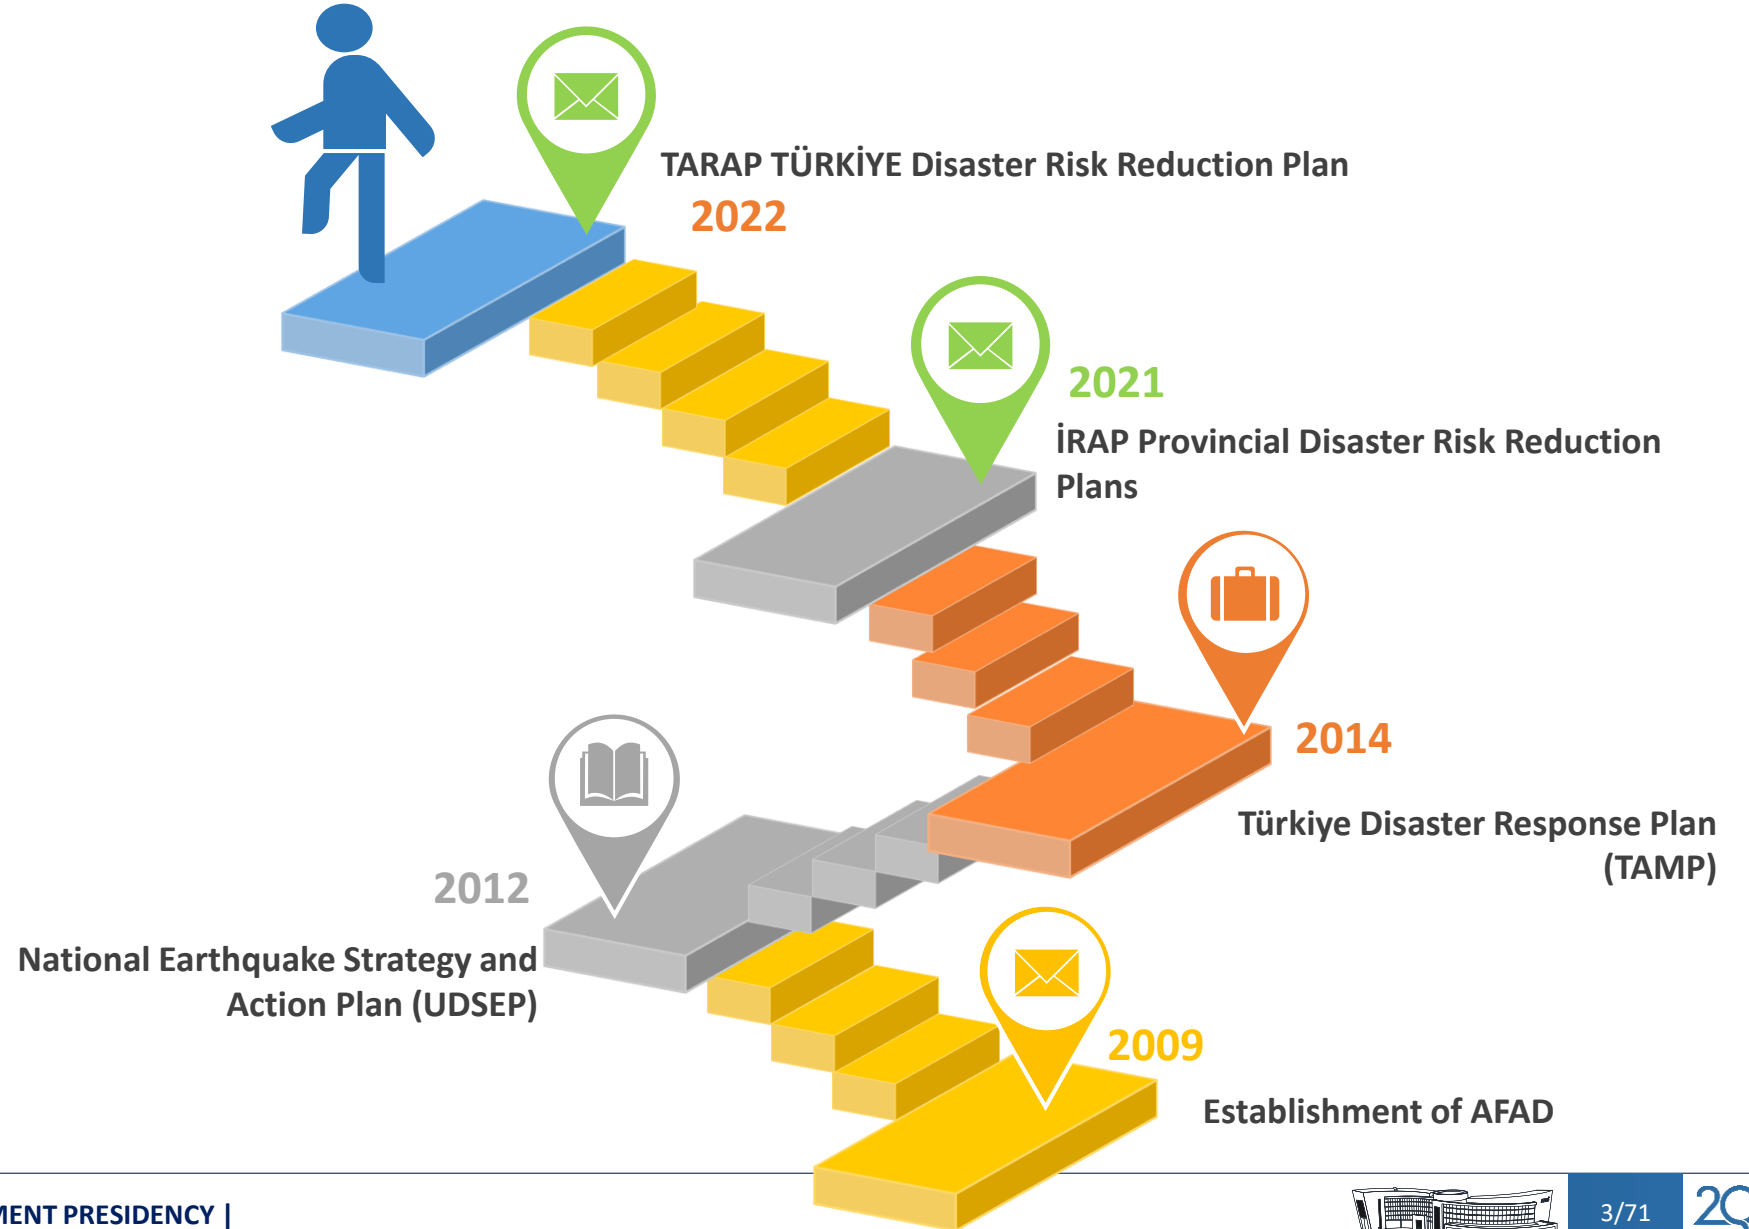 TARAP TÜRKİYE Disaster Risk Reduction Plan
2022
2021
İRAP Provincial Disaster Risk Reduction
Plans
2014
Türkiye Disaster Response Plan
(TAMP)
2012
National Earthquake Strategy and
Action Plan (UDSEP)
2009
Establishment of AFAD
MENT PRESIDENCY |
3/71